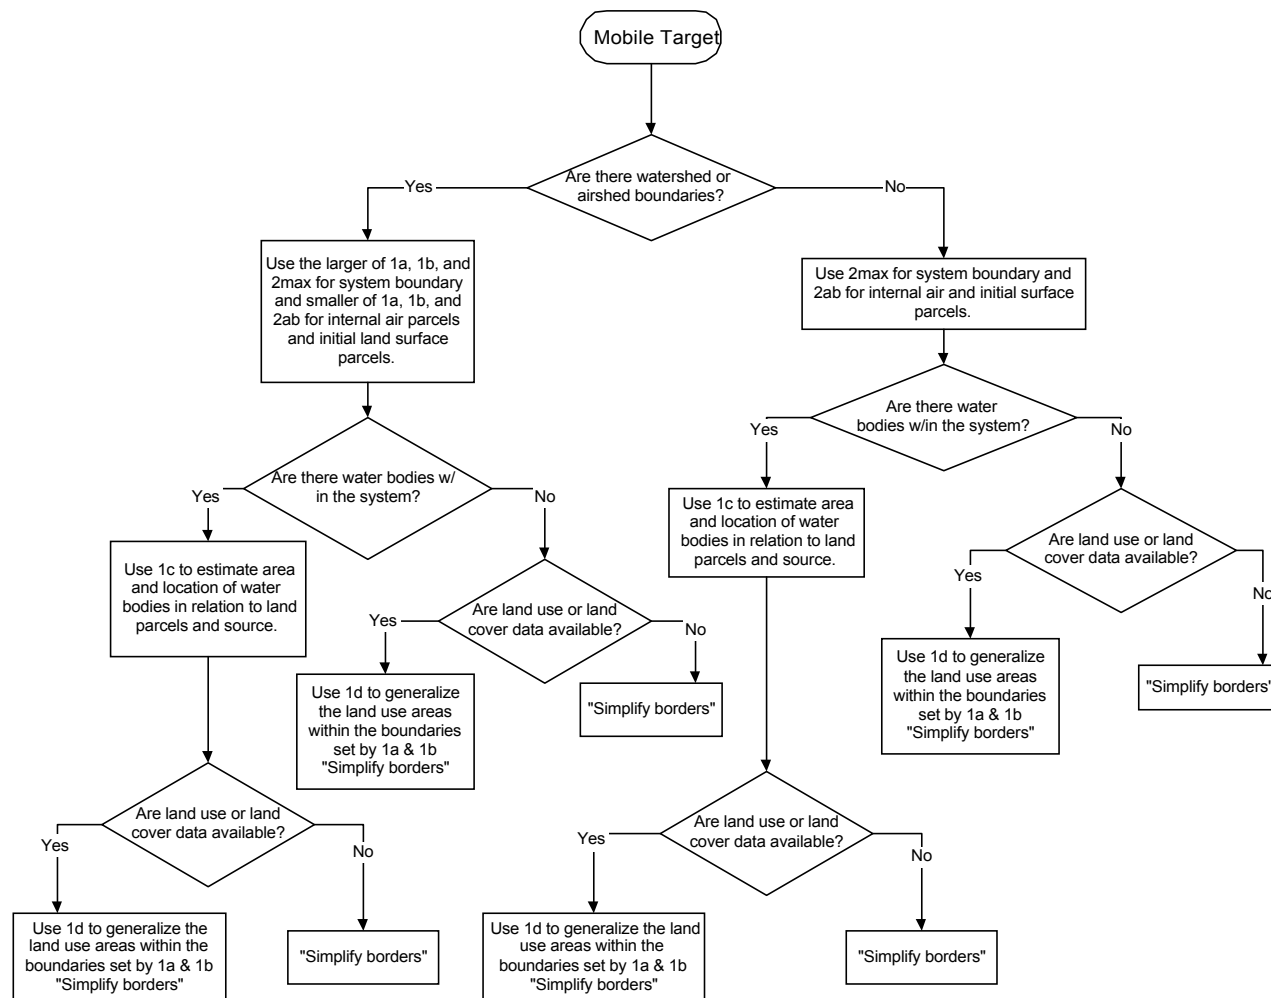 Mobile Target
Are there watershed or
airshed boundaries?
Yes
No
Use the larger of 1a, 1b, and
2max for system boundary
and smaller of 1a, 1b, and
2ab for internal air parcels
and initial land surface
parcels.
Use 2max for system boundary and
2ab for internal air and initial surface
parcels.
Are there water bodies w/
in the system?
Yes
No
Are there water
bodies w/in the system?
Yes
No
Use 1c to estimate area
and location of water
bodies in relation to land
parcels and source.
Are land use or land
cover data available?
Yes
No
Use 1c to estimate area
and location of water
bodies in relation to land
parcels and source.
Are land use or land
cover data available?
Yes
No
Use 1d to generalize
the land use areas
within the boundaries
set by 1a & 1b
"Simplify borders"
"Simplify borders"
Use 1d to generalize
the land use areas
within the boundaries
set by 1a & 1b
"Simplify borders"
"Simplify borders"
Are land use or land
cover data available?
Yes
No
Are land use or land
cover data available?
Yes
No
Use 1d to generalize the
land use areas within the
boundaries set by 1a & 1b
"Simplify borders"
"Simplify borders"
Use 1d to generalize the land
use areas within the
boundaries set by 1a & 1b
"Simplify borders"
"Simplify borders"